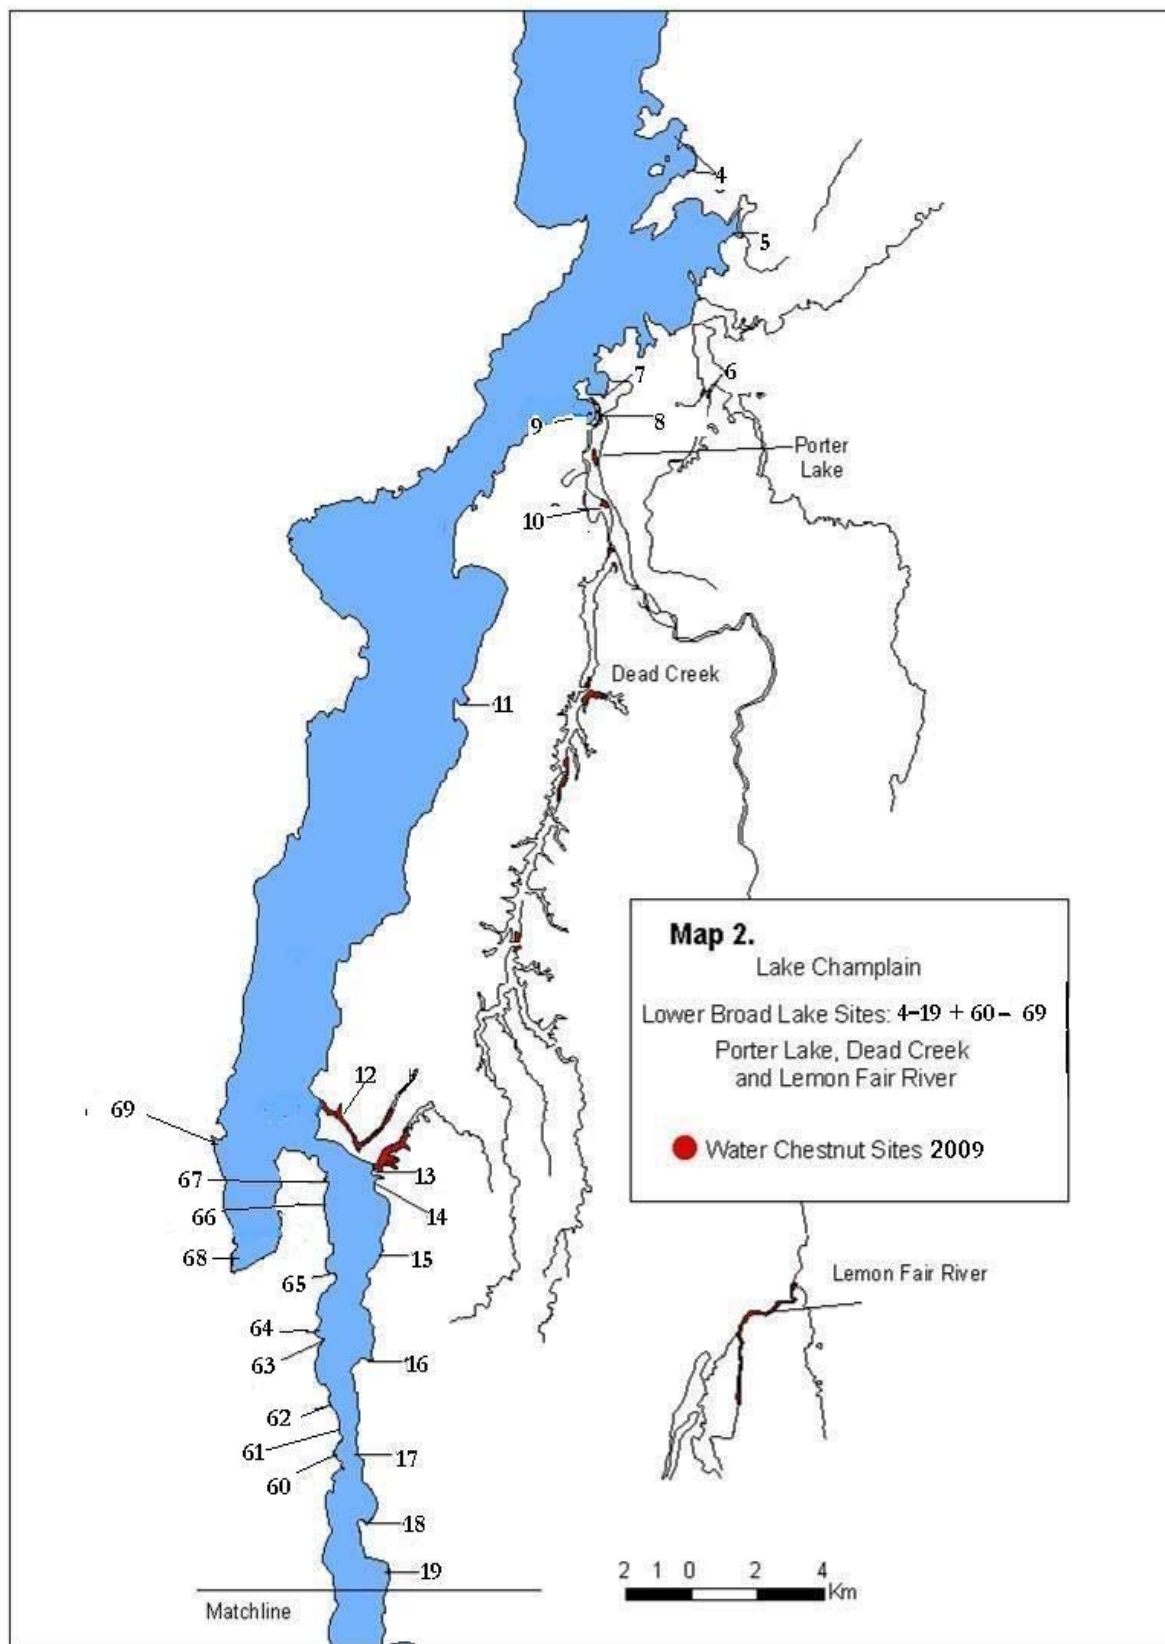 4
5
6
7
8
9
Porter
Lake
10
Dead Creek
11
Map 2.
Lake Champlain
Lower Broad Lake Sites: 4-19 + 60 - 69
Porter Lake, Dead Creek
and Lemon Fair River
Water Chestnut Sites 2009
12
69
13
67
14
66
15
68
65
Lemon Fair River
64
63
16
62
61
17
60
18
19
2 1 0 2 4
Km
Matchline